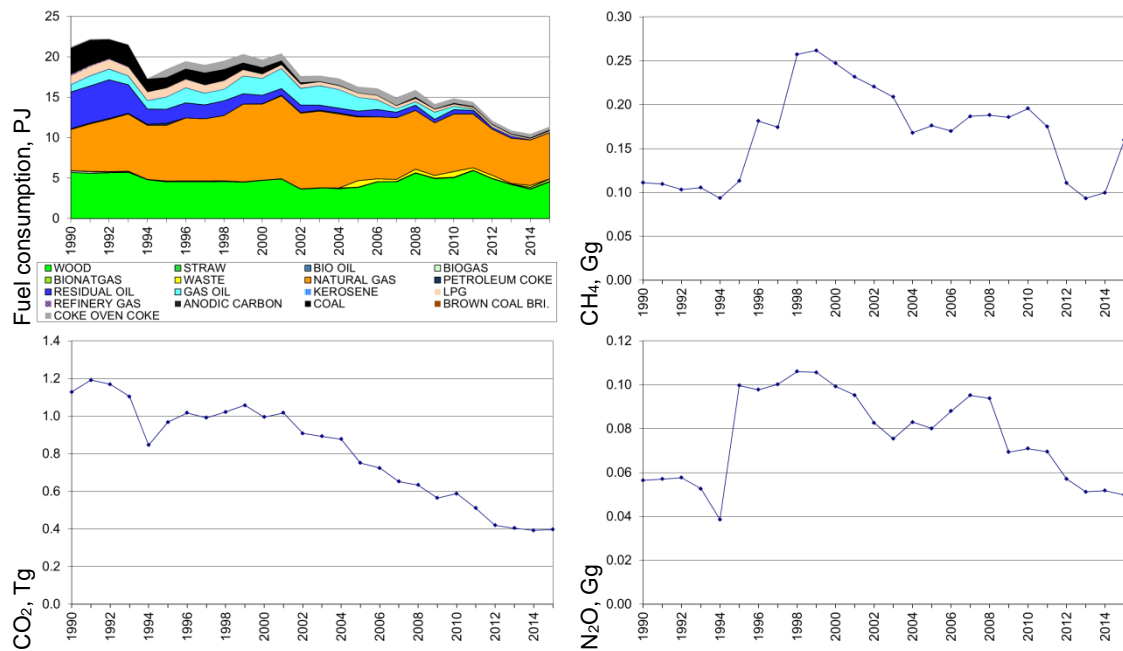 Fuel consumption, PJ
25
20
15
10
5
0
1990 1992 1994 1996 1998 2000 2002 2004 2006 2008 2010 2012 2014
WOOD STRAW BIO OIL BIOGAS
BIONATGAS WASTE NATURAL GAS PETROLEUM COKE
RESIDUAL OIL GAS OIL KEROSENE LPG
REFINERY GAS ANODIC CARBON COAL BROWN COAL BRI.
COKE OVEN COKE
CH₄, Gg
0.30
0.25
0.20
0.15
0.10
0.05
0.00
1990 1992 1994 1996 1998 2000 2002 2004 2006 2008 2010 2012 2014
CO₂, Tg
1.4
1.2
1.0
0.8
0.6
0.4
0.2
0.0
1990 1992 1994 1996 1998 2000 2002 2004 2006 2008 2010 2012 2014
N₂O, Gg
0.12
0.10
0.08
0.06
0.04
0.02
0.00
1990 1992 1994 1996 1998 2000 2002 2004 2006 2008 2010 2012 2014